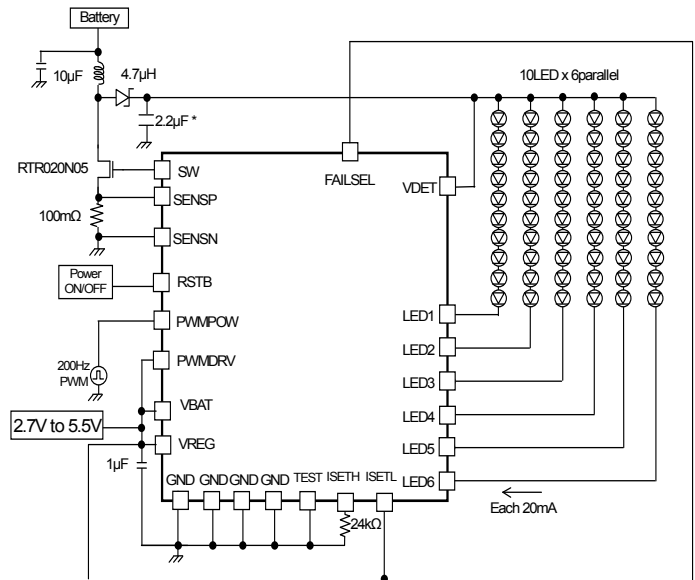 Battery
10µF
4.7µH
10LED x 6parallel
2.2µF *
RTR020N05
SW
FAILSEL
VDET
SENSP
100mΩ
SENSN
Power
ON/OFF
RSTB
PWMPOW
LED1
200Hz
PWM
PWMDRV
LED2
LED3
VBAT
LED4
2.7V to 5.5V
VREG
LED5
1µF
GND GND GND GND TEST ISETH ISETL
LED6
24kΩ
Each 20mA